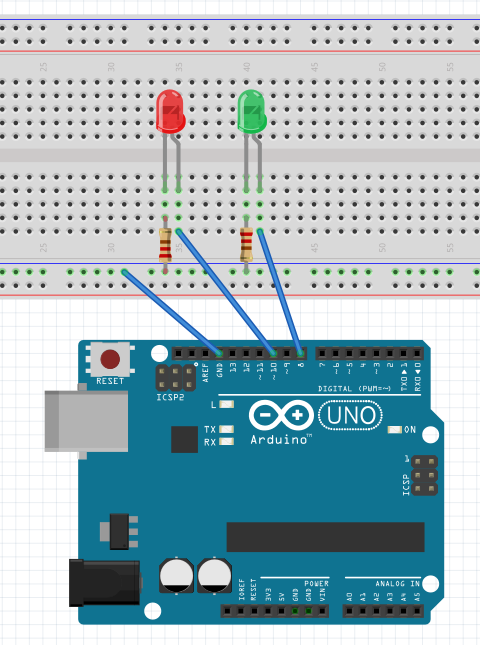 25 30 35 40 45 50 55
25 30 35 40 45 50 55
RESET
ICSP2
AREF
GND
13
12
~11
~10
~9
8
7
~6
~5
4
~3
2
TXO▶1
RXO◀0
DIGITAL (PWM=~)
L
TX
RX
UNO
Arduino™
ON
1
ICSP
IOREF
RESET
3V3
5V
GND
GND
VIN
POWER
ANALOG IN
A0
A1
A2
A3
A4
A5